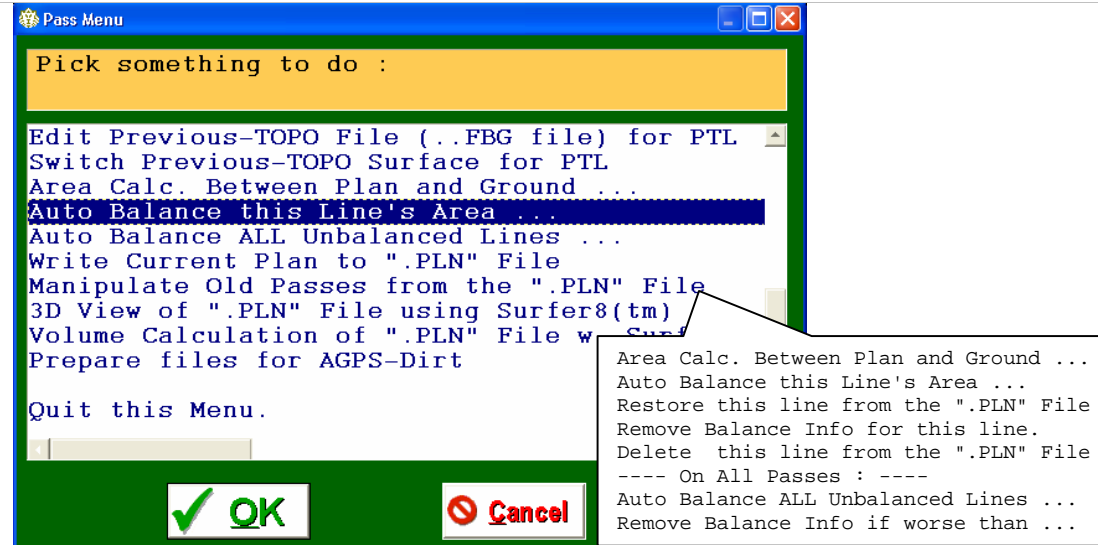 Pass Menu
Pick something to do :
Edit Previous-TOPO File (..FBG file) for PTL
Switch Previous-TOPO Surface for PTL
Area Calc. Between Plan and Ground ...
Auto Balance this Line's Area ...
Auto Balance ALL Unbalanced Lines ...
Write Current Plan to ".PLN" File
Manipulate Old Passes from the ".PLN" File
3D View of ".PLN" File using Surfer8(tm)
Volume Calculation of ".PLN" File w
Prepare files for AGPS-Dirt
Quit this Menu.
OK
Cancel
Area Calc. Between Plan and Ground ...
Auto Balance this Line's Area ...
Restore this line from the ".PLN" File
Remove Balance Info for this line.
Delete this line from the ".PLN" File
---- On All Passes : ----
Auto Balance ALL Unbalanced Lines ...
Remove Balance Info if worse than ...